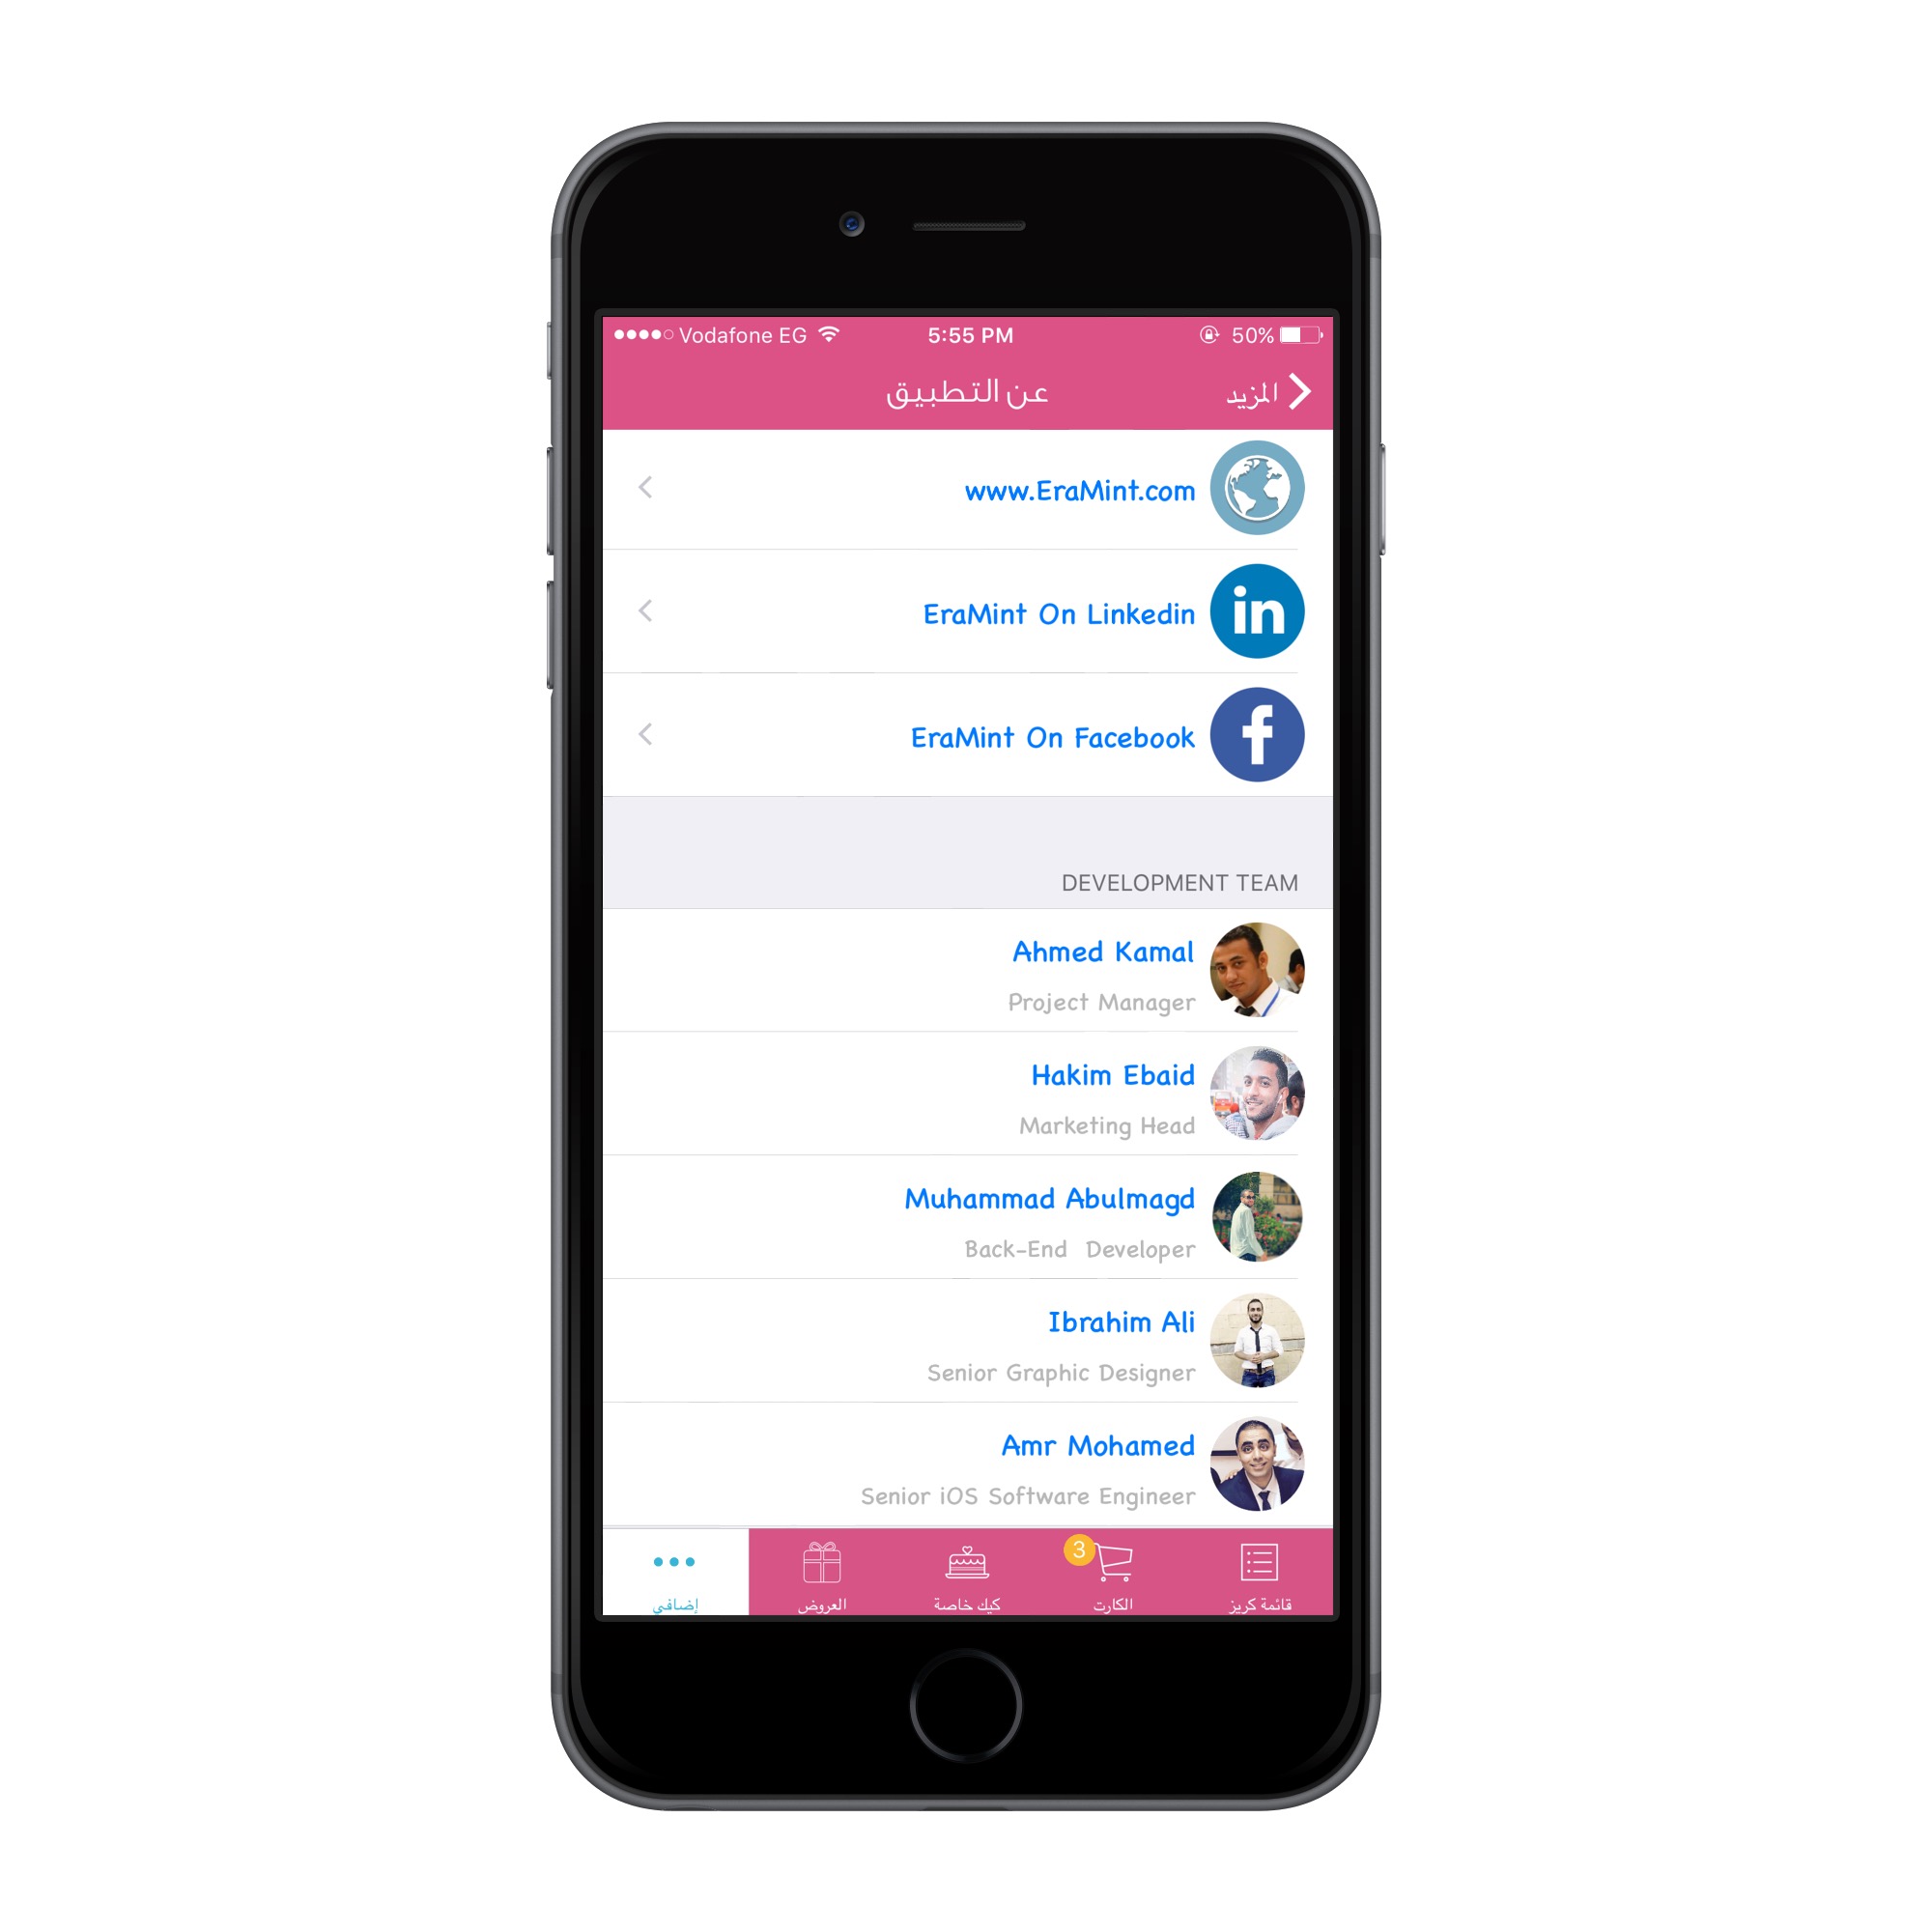 Vodafone EG
5:55 PM
50%
المزيد
عن التطبيق
www.EraMint.com
EraMint On Linkedin
EraMint On Facebook
DEVELOPMENT TEAM
Ahmed Kamal
Project Manager
Hakim Ebaid
Marketing Head
Muhammad Abulmagd
Back-End Developer
Ibrahim Ali
Senior Graphic Designer
Amr Mohamed
Senior iOS Software Engineer
3
قائمة كريز
الكارت
كيك خاصة
العروض
إضافي